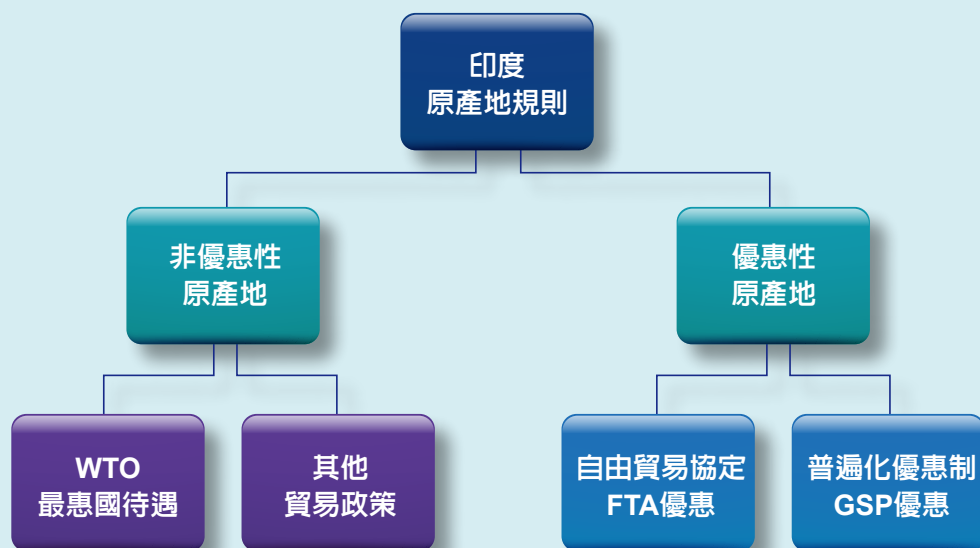 印度
原產地規則
非優惠性
原產地
優惠性
原產地
WTO
最惠國待遇
其他
貿易政策
自由貿易協定
FTA優惠
普遍化優惠制
GSP優惠